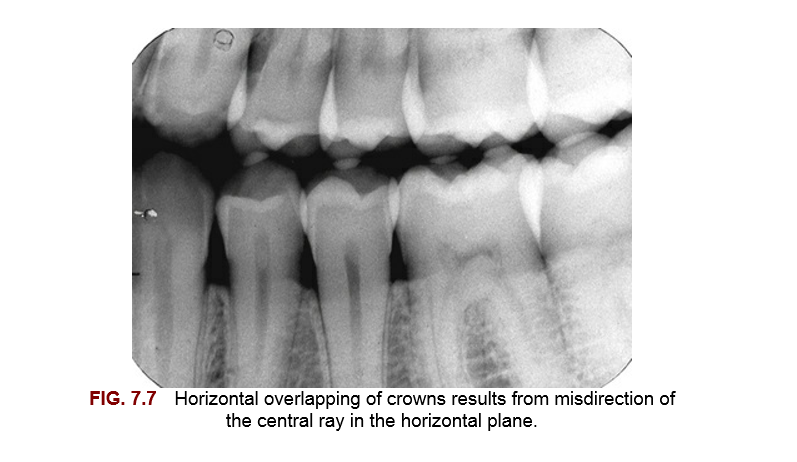 FIG. 7.7 Horizontal overlapping of crowns results from misdirection of
the central ray in the horizontal plane.